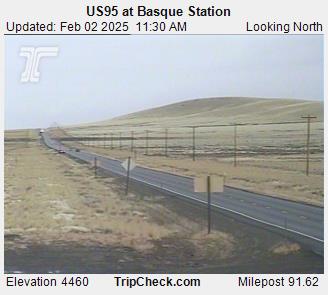 US95 at Basque Station
Updated: Feb 02 2025 11:30 AM Looking North
Elevation 4460 TripCheck.com Milepost 91.62